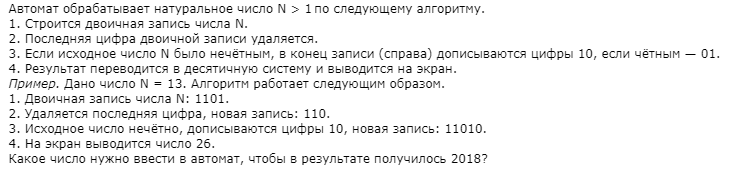 Автомат обрабатывает натуральное число N > 1 по следующему алгоритму.
1. Строится двоичная запись числа N.
2. Последняя цифра двоичной записи удаляется.
3. Если исходное число N было нечётным, в конец записи (справа) дописываются цифры 10, если чётным — 01.
4. Результат переводится в десятичную систему и выводится на экран.
Пример. Дано число N = 13. Алгоритм работает следующим образом.
1. Двоичная запись числа N: 1101.
2. Удаляется последняя цифра, новая запись: 110.
3. Исходное число нечётно, дописываются цифры 10, новая запись: 11010.
4. На экран выводится число 26.
Какое число нужно ввести в автомат, чтобы в результате получилось 2018?